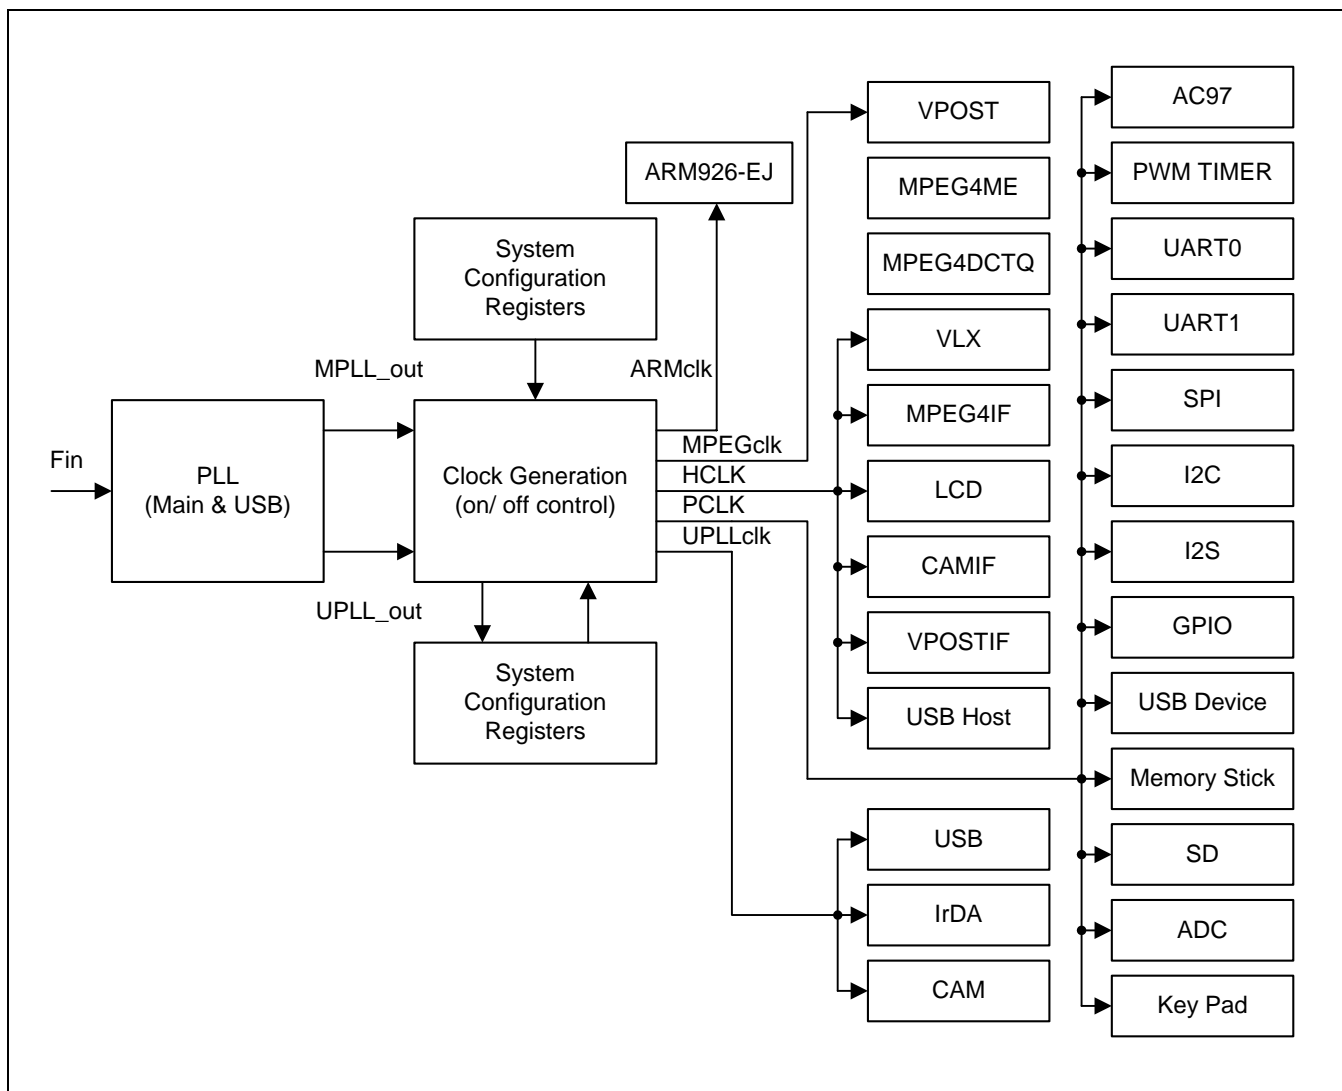 Fin
PLL
(Main & USB)
MPLL_out
UPLL_out
System
Configuration
Registers
Clock Generation
(on/ off control)
System
Configuration
Registers
ARM926-EJ
ARMclk
MPEGclk
HCLK
PCLK
UPLLclk
VPOST
MPEG4ME
MPEG4DCTQ
VLX
MPEG4IF
LCD
CAMIF
VPOSTIF
USB Host
USB
IrDA
CAM
AC97
PWM TIMER
UART0
UART1
SPI
I2C
I2S
GPIO
USB Device
Memory Stick
SD
ADC
Key Pad